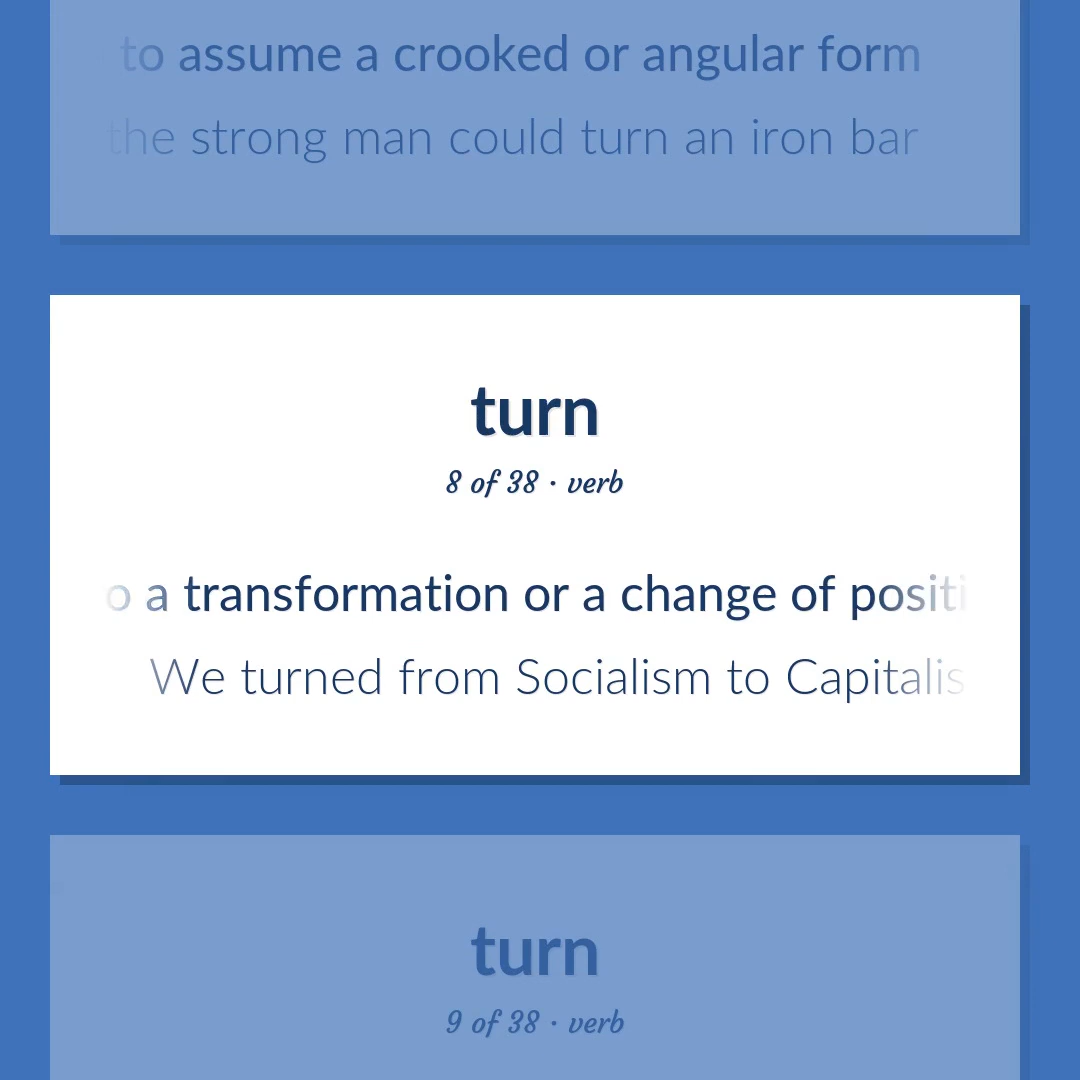 to assume a crooked or angular form
the strong man could turn an iron bar
turn
8 of 38 · verb
o a transformation or a change of positi
We turned from Socialism to Capitalis
turn
9 of 38 · verb